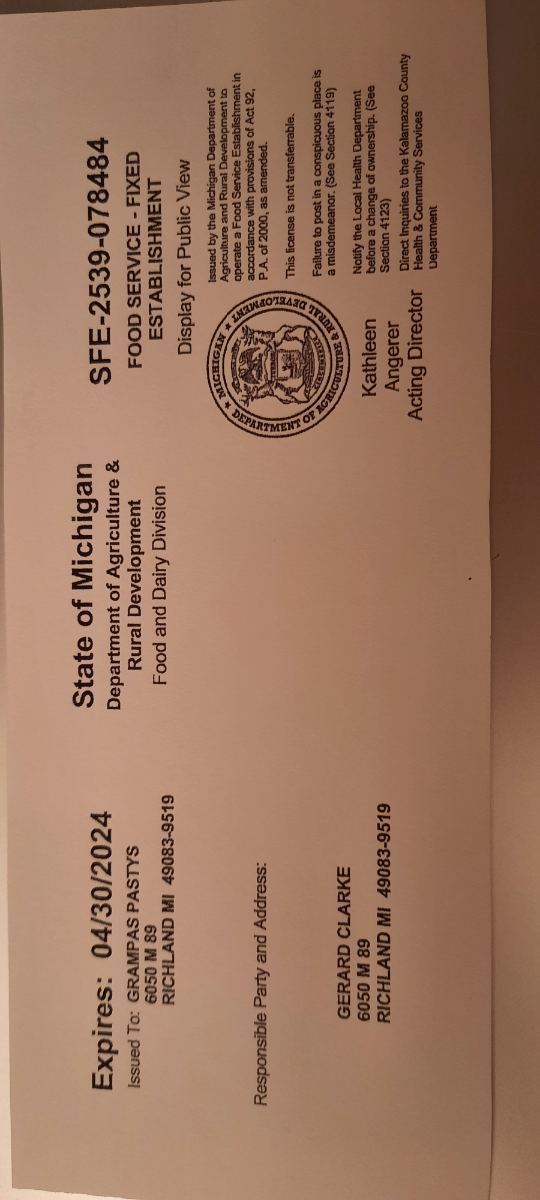 Expires: 04/30/2024
Issued To: GRAMPAS PASTYS
6050 M 89
RICHLAND MI 49083-9519
Responsible Party and Address:
GERARD CLARKE
6050 M 89
RICHLAND MI 49083-9519
State of Michigan
Department of Agriculture &
Rural Development
Food and Dairy Division
SFE-2539-078484
FOOD SERVICE - FIXED
ESTABLISHMENT
Display for Public View
Issued by the Michigan Department of
Agriculture and Rural Development to
operate a Food Service Establishment in
accordance with provisions of Act 92,
P.A. of 2000, as amended.
This license is not transferrable.
Failure to post in a conspicuous place is
a misdemeanor. (See Section 4119)
Notify the Local Health Department
before a change of ownership. (See
Section 4123)
Direct Inquiries to the Kalamazoo County
Health & Community Services
Department
★ MICHIGAN ★
DEPARTMENT OF AGRICULTURE & RURAL DEVELOPMENT
Kathleen
Angerer
Acting Director